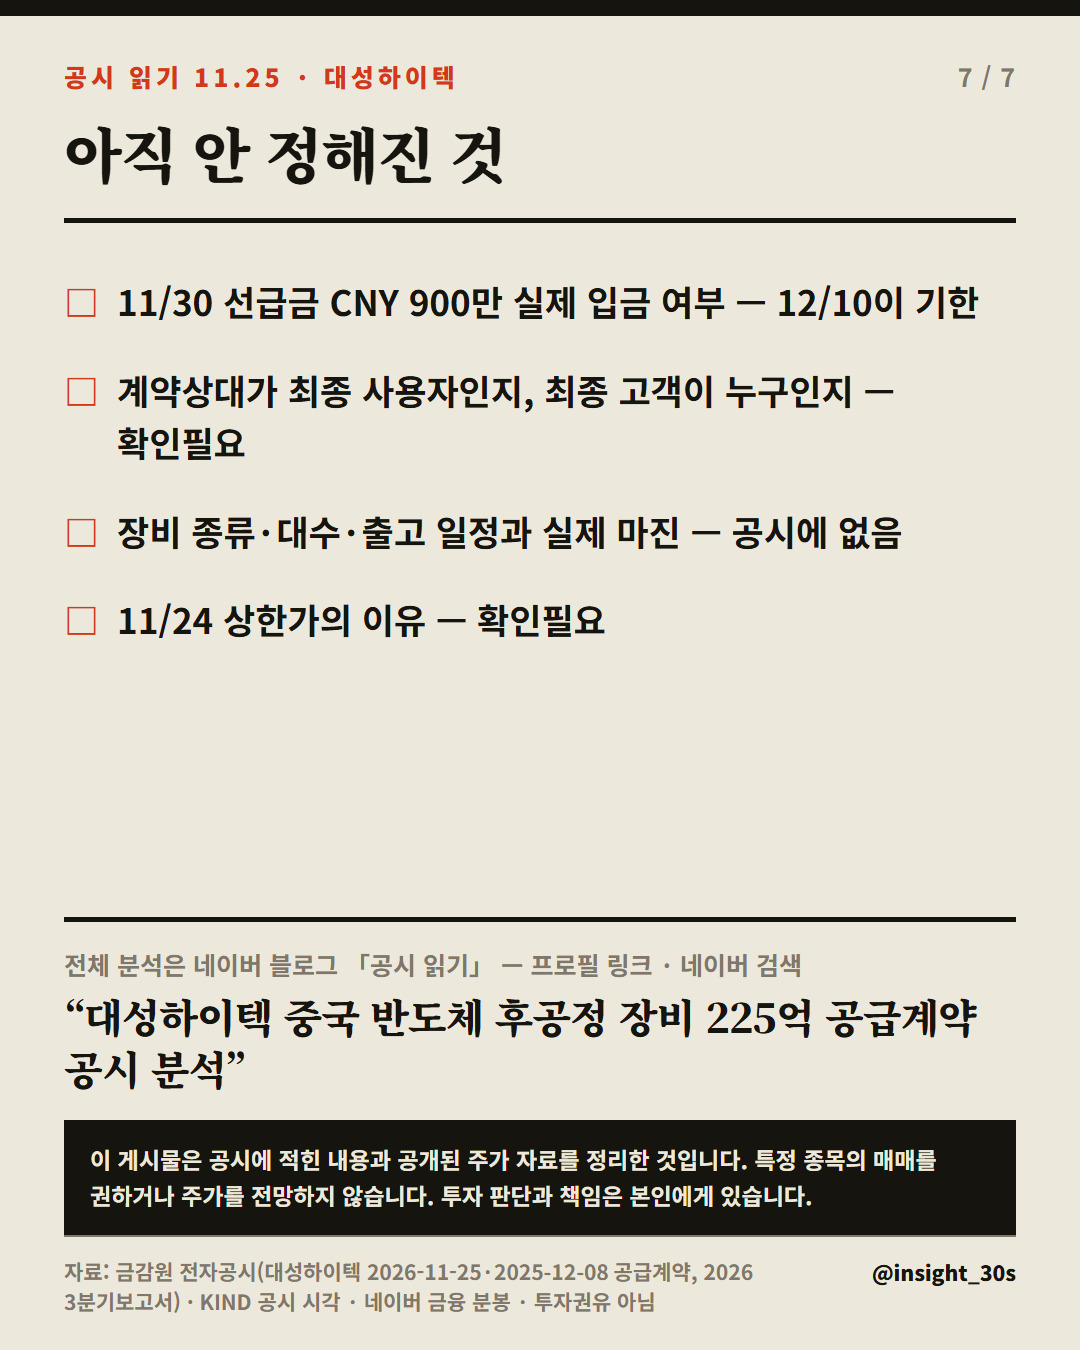 공시 읽기 11.25 · 대성하이텍
7 / 7
아직 안 정해진 것
□ 11/30 선급금 CNY 900만 실제 입금 여부 — 12/10이 기한
□ 계약상대가 최종 사용자인지, 최종 고객이 누구인지 —
확인필요
□ 장비 종류·대수·출고 일정과 실제 마진 — 공시에 없음
□ 11/24 상한가의 이유 — 확인필요
전체 분석은 네이버 블로그 「공시 읽기」 — 프로필 링크 · 네이버 검색
“대성하이텍 중국 반도체 후공정 장비 225억 공급계약
공시 분석”
이 게시물은 공시에 적힌 내용과 공개된 주가 자료를 정리한 것입니다. 특정 종목의 매매를
권하거나 주가를 전망하지 않습니다. 투자 판단과 책임은 본인에게 있습니다.
자료: 금감원 전자공시(대성하이텍 2026-11-25·2025-12-08 공급계약, 2026
3분기보고서) · KIND 공시 시각 · 네이버 금융 분봉 · 투자권유 아님
@insight_30s